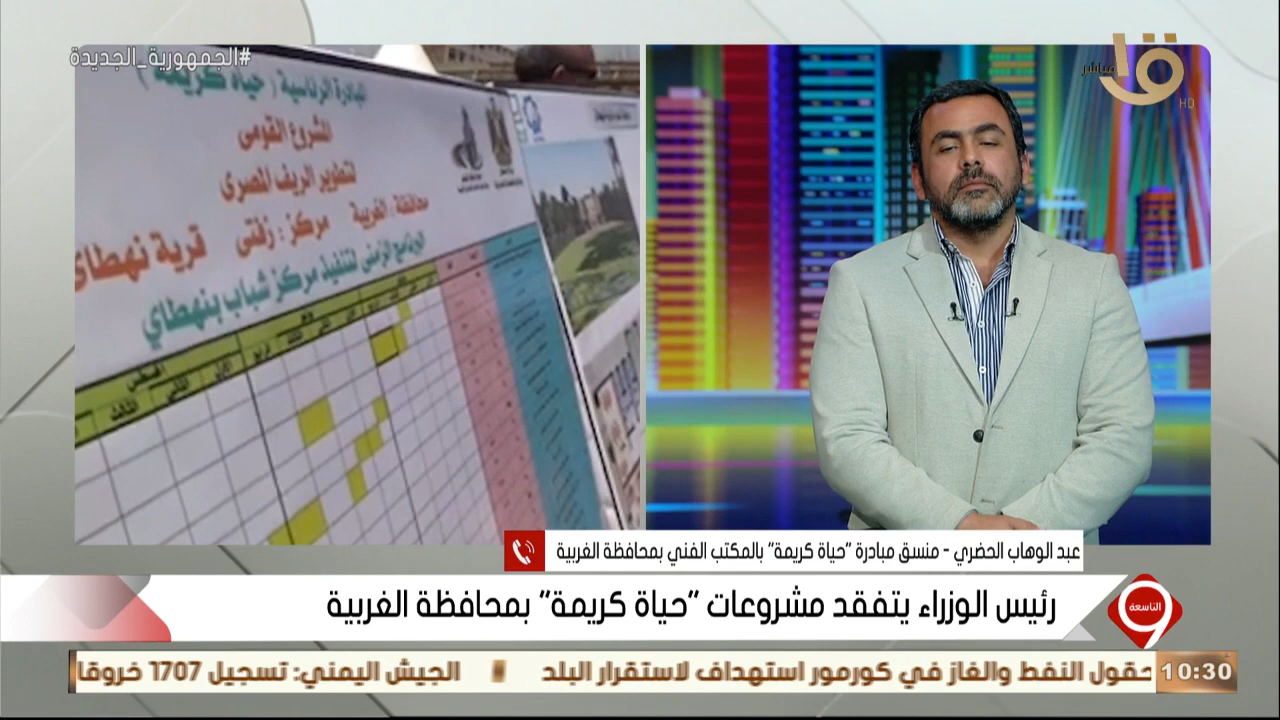 #الجمهورية_الجديدة
مباشر
HD
المبادرة الرئاسية ( حياة كريمة )
المشروع القومى
لتطوير الريف المصرى
محافظة : الغربية مركز : زفتى قرية نهطاى
البرنامج الزمنى لتنفيذ مركز شباب بنهطاي
عبد الوهاب الحضري - منسق مبادرة "حياة كريمة" بالمكتب الفني بمحافظة الغربية
رئيس الوزراء يتفقد مشروعات "حياة كريمة" بمحافظة الغربية
التاسعة
9
10:30 حقول النفط والغاز في كورمور استهداف لاستقرار البلد الجيش اليمني: تسجيل 1707 خروقا